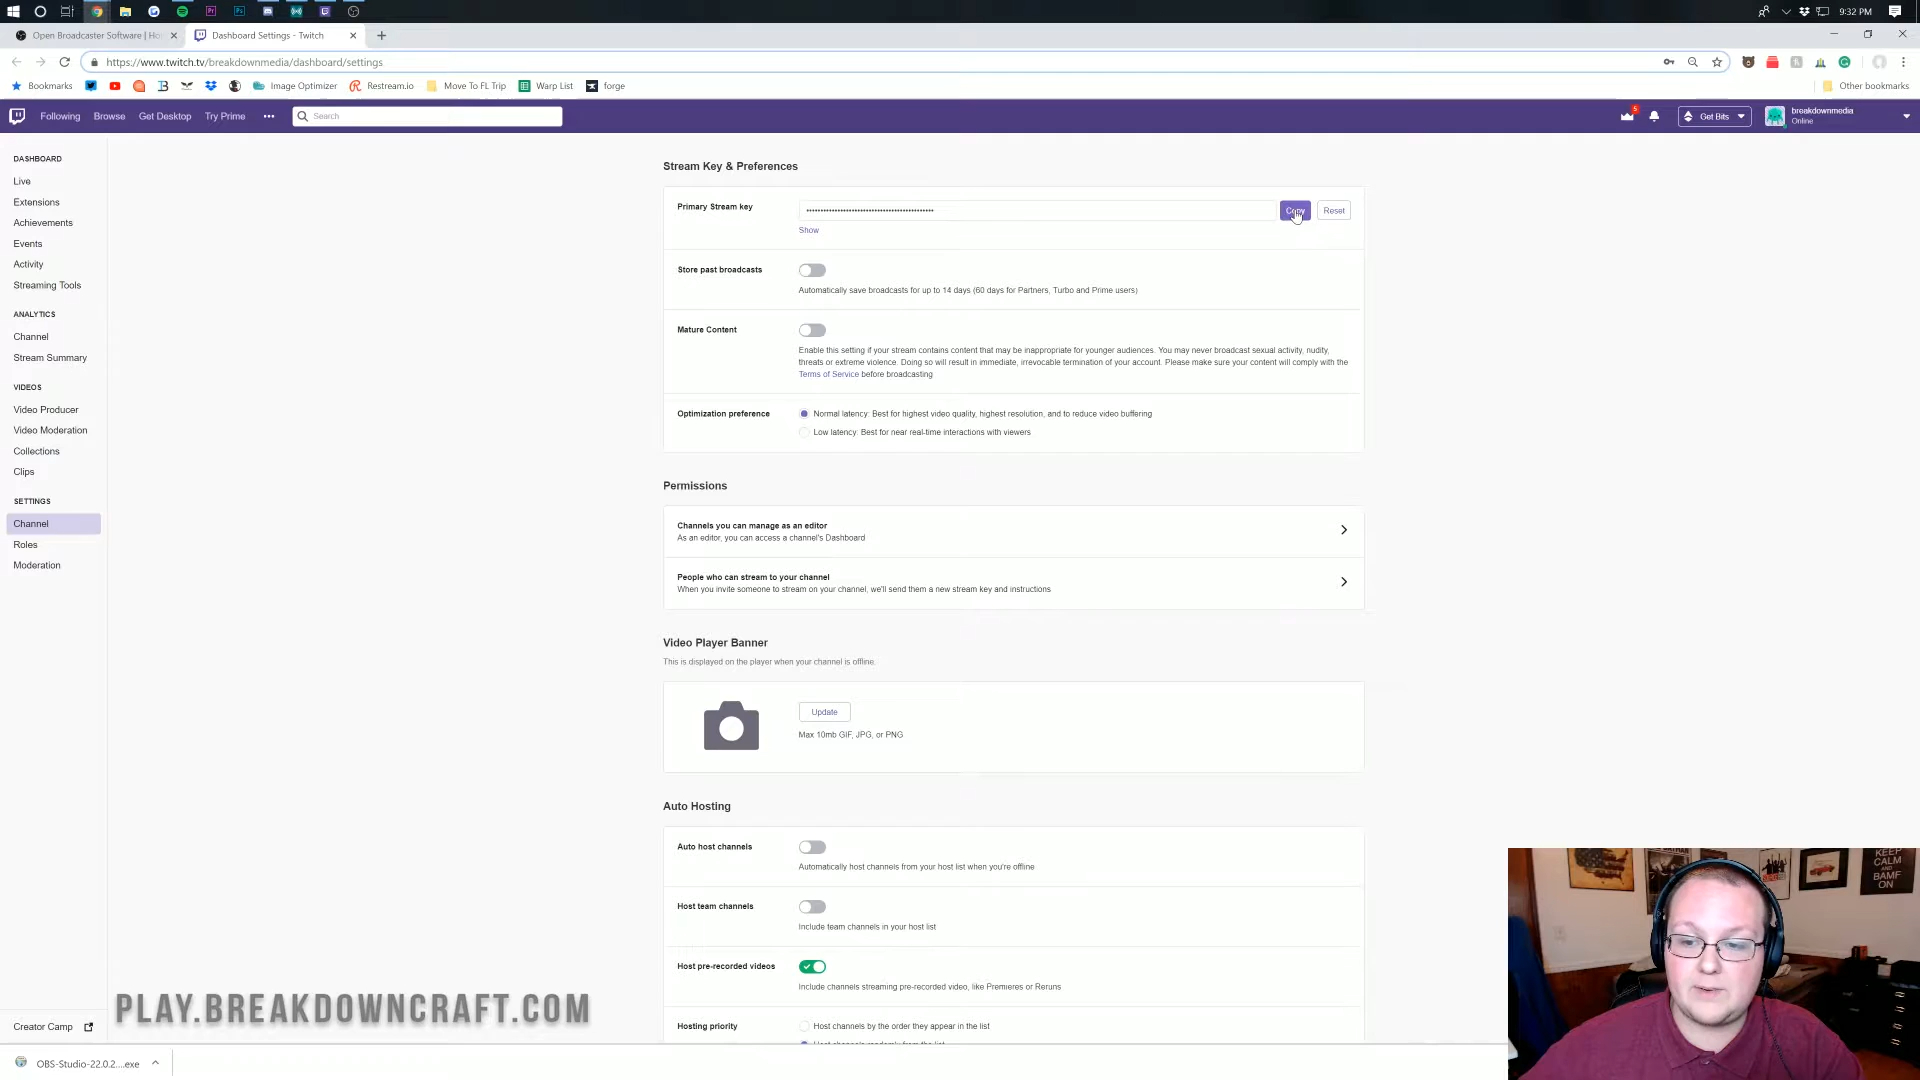 9:32 PM
Open Broadcaster Software | Ho
Dashboard Settings - Twitch
https://www.twitch.tv/breakdownmedia/dashboard/settings
Bookmarks
Image Optimizer
Restream.io
Move To FL Trip
Warp List
forge
Other bookmarks
Following
Browse
Get Desktop
Try Prime
Search
5
Get Bits
breakdownmedia
Online
DASHBOARD
Live
Extensions
Achievements
Events
Activity
Streaming Tools
ANALYTICS
Channel
Stream Summary
VIDEOS
Video Producer
Video Moderation
Collections
Clips
SETTINGS
Channel
Roles
Moderation
Creator Camp
Stream Key & Preferences
Primary Stream key
Copy
Reset
Show
Store past broadcasts
Automatically save broadcasts for up to 14 days (60 days for Partners, Turbo and Prime users)
Mature Content
Enable this setting if your stream contains content that may be inappropriate for younger audiences. You may never broadcast sexual activity, nudity,
threats or extreme violence. Doing so will result in immediate, irrevocable termination of your account. Please make sure your content will comply with the
Terms of Service before broadcasting
Optimization preference
Normal latency: Best for highest video quality, highest resolution, and to reduce video buffering
Low latency: Best for near real-time interactions with viewers
Permissions
Channels you can manage as an editor
As an editor, you can access a channel's Dashboard
People who can stream to your channel
When you invite someone to stream on your channel, we'll send them a new stream key and instructions
Video Player Banner
This is displayed on the player when your channel is offline.
Update
Max 10mb GIF, JPG, or PNG
Auto Hosting
Auto host channels
Automatically host channels from your host list when you're offline
Host team channels
Include team channels in your host list
Host pre-recorded videos
Include channels streaming pre-recorded video, like Premieres or Reruns
Hosting priority
Host channels by the order they appear in the list
Host channels randomly from the list
PLAY.BREAKDOWNCRAFT.COM
OBS-Studio-22.0.2....exe
KEEP
CALM
AND
BAMF
ON